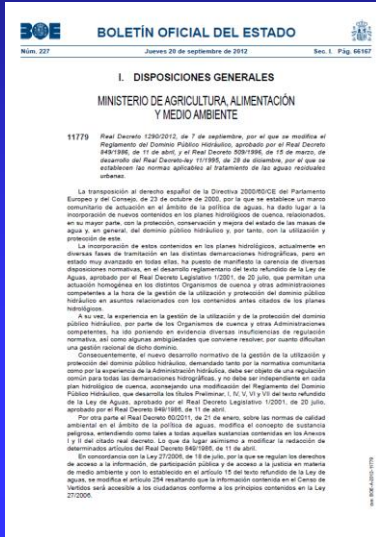 BOE
BOLETÍN OFICIAL DEL ESTADO
Núm. 227
Jueves 20 de septiembre de 2012
Sec. I. Pág. 66167
I. DISPOSICIONES GENERALES
MINISTERIO DE AGRICULTURA, ALIMENTACIÓN
Y MEDIO AMBIENTE
11779
Real Decreto 1290/2012, de 7 de septiembre, por el que se modifica el
Reglamento del Dominio Público Hidráulico, aprobado por el Real Decreto
849/1986, de 11 de abril, y el Real Decreto 509/1996, de 15 de marzo, de
desarrollo del Real Decreto-ley 11/1995, de 28 de diciembre, por el que se
establecen las normas aplicables al tratamiento de las aguas residuales
urbanas.
La transposición al derecho español de la Directiva 2000/60/CE del Parlamento
Europeo y del Consejo, de 23 de octubre de 2000, por la que se establece un marco
comunitario de actuación en el ámbito de la política de aguas, ha dado lugar a la
incorporación de nuevos contenidos en los planes hidrológicos de cuenca, relacionados,
en su mayor parte, con la protección, conservación y mejora del estado de las masas de
agua y, en general, del dominio público hidráulico y, por tanto, con la utilización y
protección de este.
La incorporación de estos contenidos en los planes hidrológicos, actualmente en
diversas fases de tramitación en las distintas demarcaciones hidrográficas, pero en
estado muy avanzado en todas ellas, ha puesto de manifiesto la carencia de diversas
disposiciones normativas, en el desarrollo reglamentario del texto refundido de la Ley de
Aguas, aprobado por el Real Decreto Legislativo 1/2001, de 20 de julio, que permitan una
actuación homogénea en los distintos Organismos de cuenca y otras administraciones
competentes a la hora de la gestión de la utilización y protección del dominio público
hidráulico en asuntos relacionados con los contenidos antes citados de los planes
hidrológicos.
A su vez, la experiencia en la gestión de la utilización y de la protección del dominio
público hidráulico, por parte de los Organismos de cuenca y otras Administraciones
competentes, ha ido poniendo en evidencia diversas insuficiencias de regulación
normativa, así como algunas ambigüedades que conviene resolver, por cuanto dificultan
una gestión racional de dicho dominio.
Consecuentemente, el nuevo desarrollo normativo de la gestión de la utilización y
protección del dominio público hidráulico, demandado tanto por la normativa comunitaria
como por la experiencia de la Administración hidráulica, debe ser objeto de una regulación
común para todas las demarcaciones hidrográficas, y no debe ser independiente en cada
plan hidrológico de cuenca, aconsejando una modificación del Reglamento del Dominio
Público Hidráulico, que desarrolla los títulos Preliminar, I, IV, V, VI y VII del texto refundido
de la Ley de Aguas, aprobado por el Real Decreto Legislativo 1/2001, de 20 de julio,
aprobado por el Real Decreto 849/1986, de 11 de abril.
Por otra parte el Real Decreto 60/2011, de 21 de enero, sobre las normas de calidad
ambiental en el ámbito de la política de aguas, modifica el concepto de sustancia
peligrosa, entendiendo como tales a todas aquellas sustancias contenidas en los Anexos
I y II del citado real decreto. Lo que da lugar asimismo a modificar la redacción de
determinados artículos del Real Decreto 849/1986, de 11 de abril.
En concordancia con la Ley 27/2006, de 18 de julio, por la que se regulan los derechos
de acceso a la información, de participación pública y de acceso a la justicia en materia
de medio ambiente y con lo establecido en el artículo 15 del texto refundido de la Ley de
aguas, se modifica el artículo 254 resaltando que la información contenida en el Censo de
Vertidos será accesible a los ciudadanos conforme a los principios contenidos en la Ley
27/2006.
cve: BOE-A-2012-11779